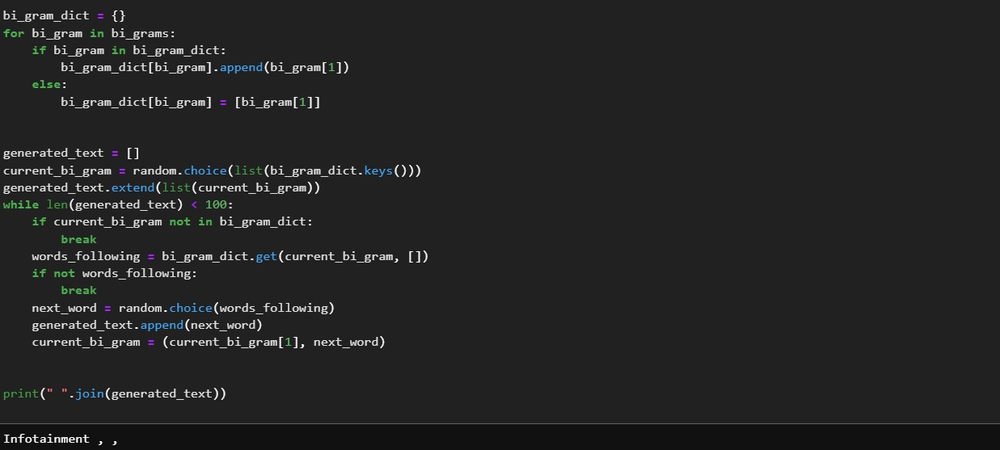 bi_gram_dict = {}
for bi_gram in bi_grams:
    if bi_gram in bi_gram_dict:
        bi_gram_dict[bi_gram].append(bi_gram[1])
    else:
        bi_gram_dict[bi_gram] = [bi_gram[1]]
generated_text = []
current_bi_gram = random.choice(list(bi_gram_dict.keys()))
generated_text.extend(list(current_bi_gram))
while len(generated_text) < 100:
    if current_bi_gram not in bi_gram_dict:
        break
    words_following = bi_gram_dict.get(current_bi_gram, [])
    if not words_following:
        break
    next_word = random.choice(words_following)
    generated_text.append(next_word)
    current_bi_gram = (current_bi_gram[1], next_word)
print(" ".join(generated_text))
Infotainment , ,